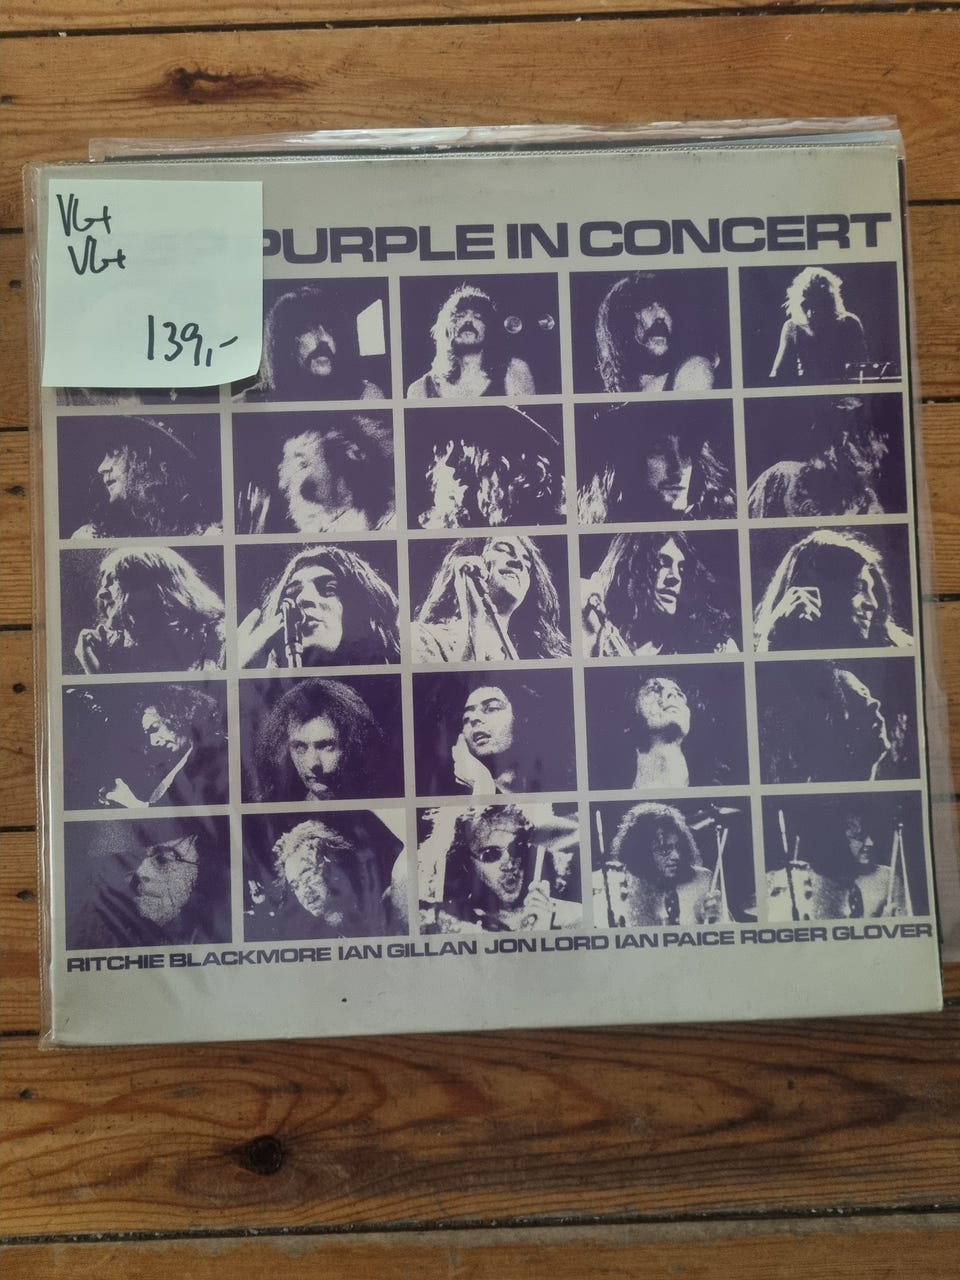 VG+
VG+
139,-
PURPLE IN CONCERT
RITCHIE BLACKMORE IAN GILLAN JON LORD IAN PAICE ROGER GLOVER